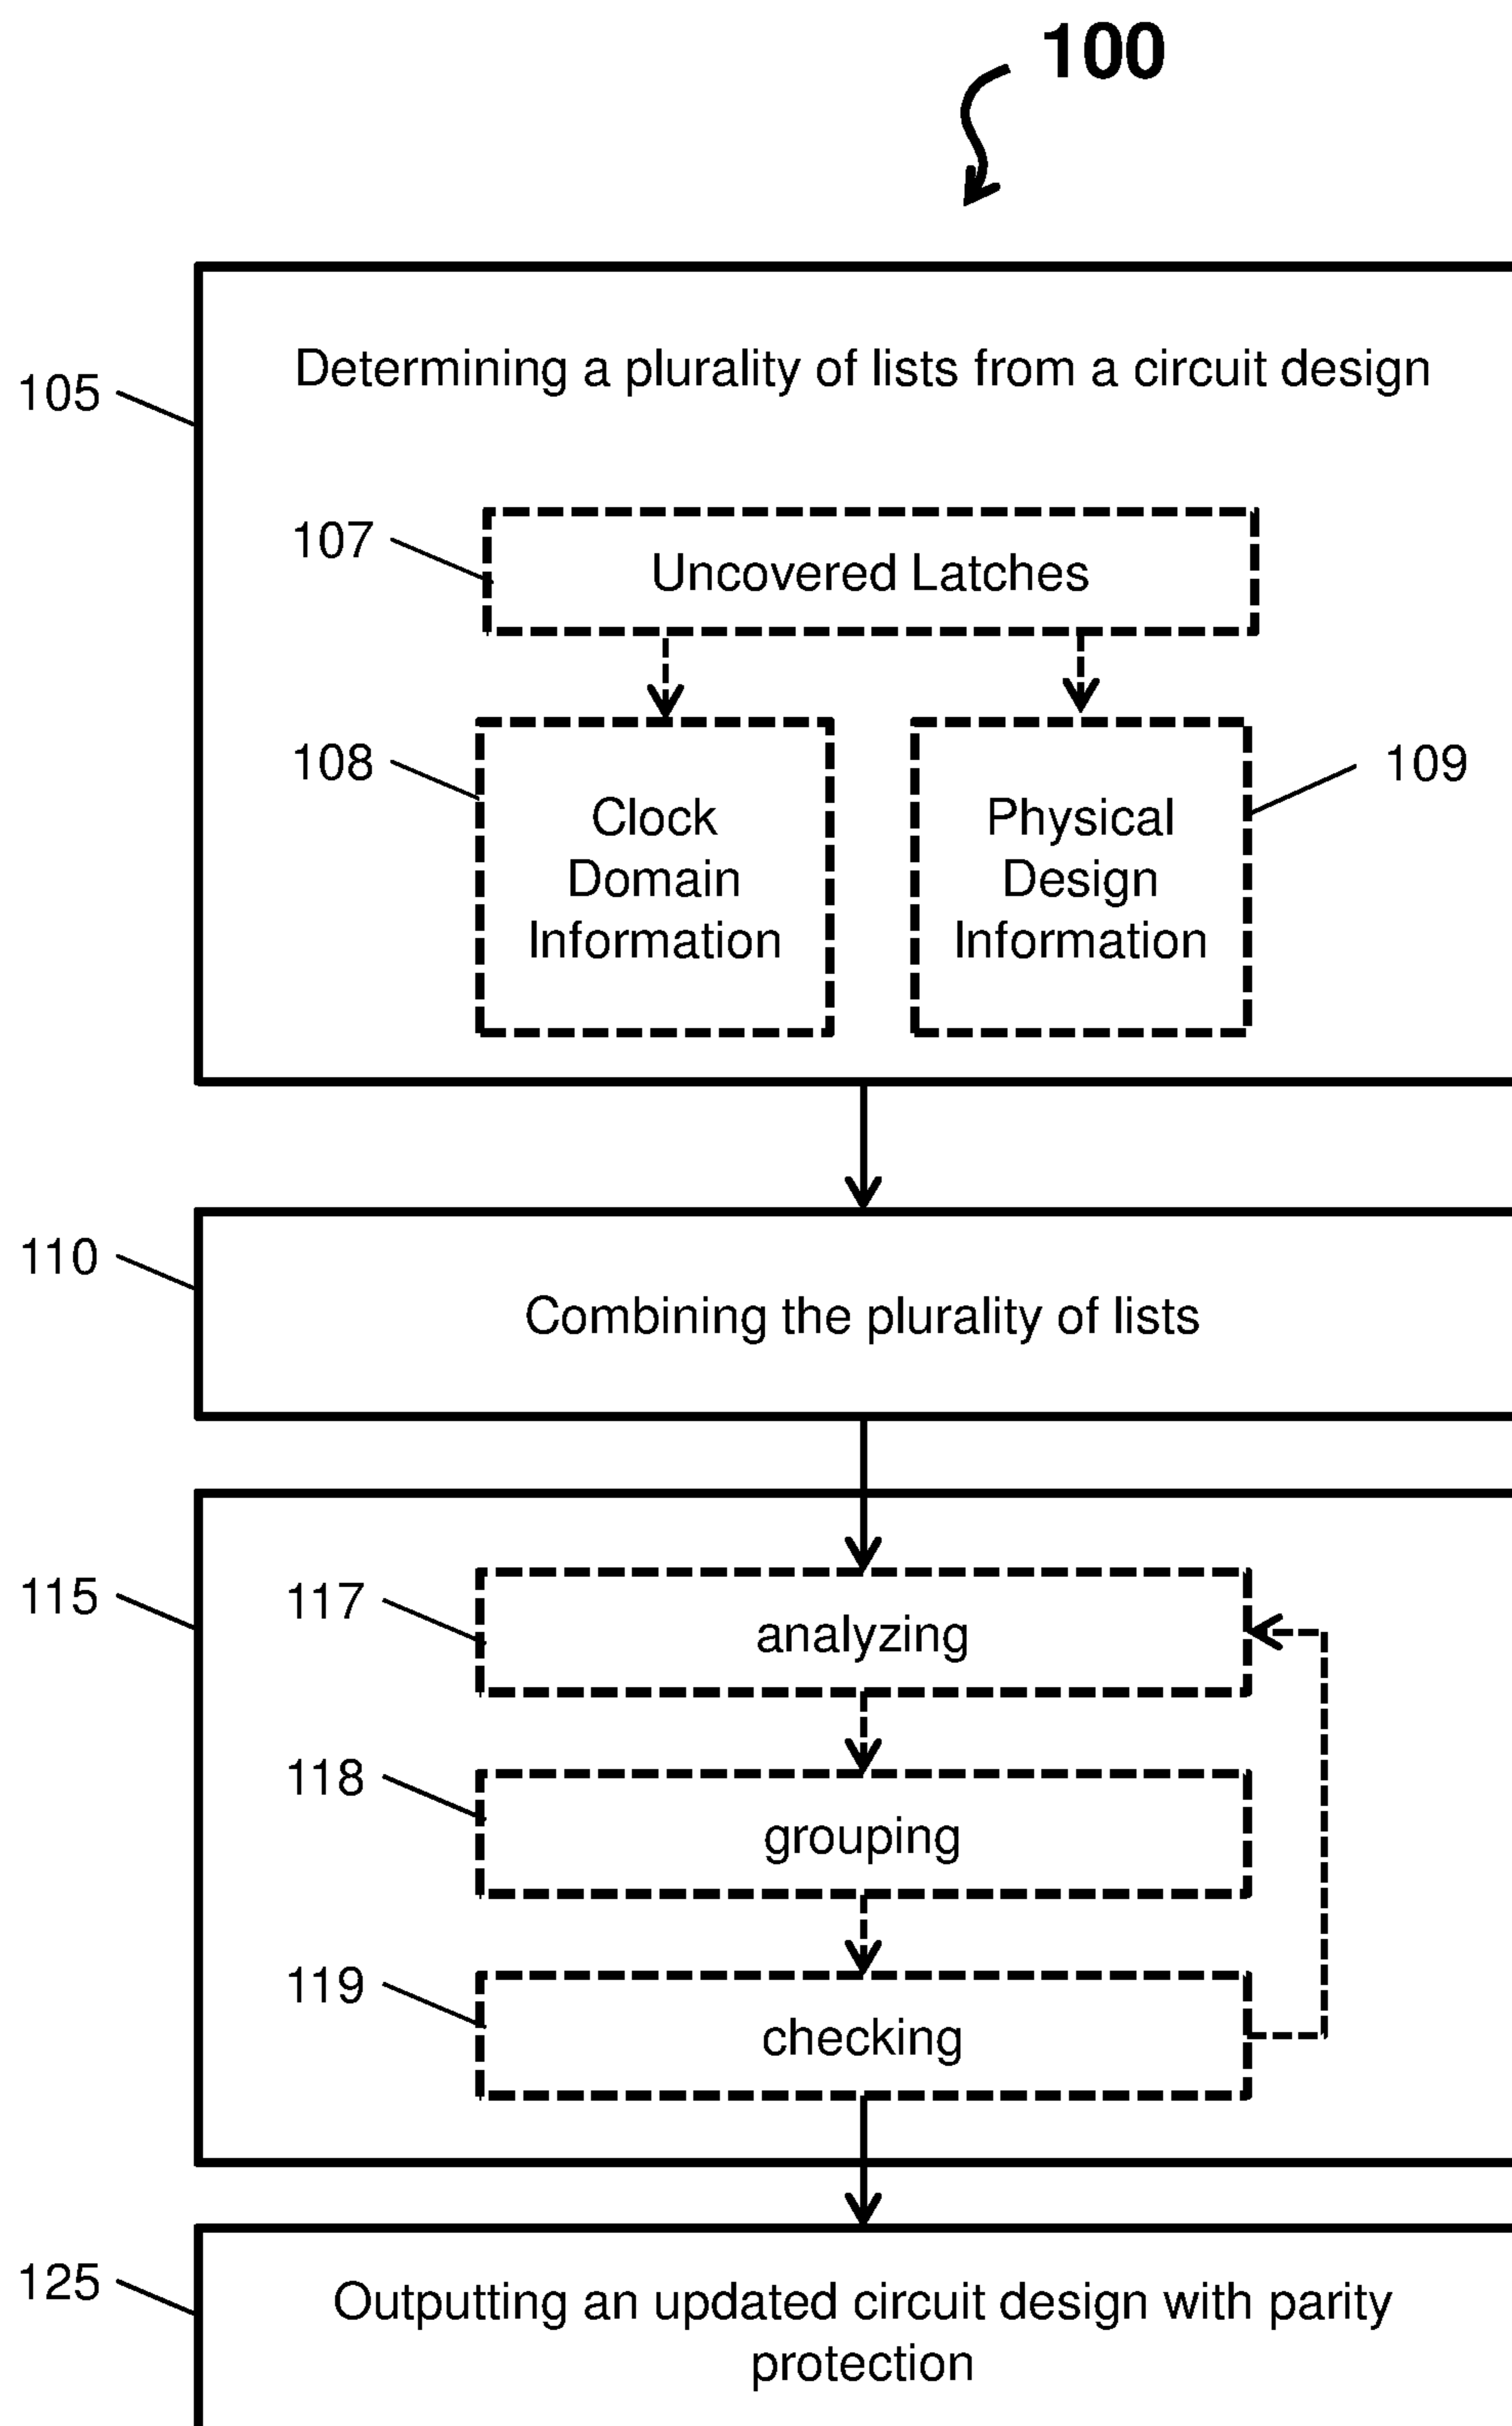 100
105
Determining a plurality of lists from a circuit design
107
Uncovered Latches
108
Clock
Domain
Information
Physical
Design
Information
109
110
Combining the plurality of lists
115
117
analyzing
118
grouping
119
checking
125
Outputting an updated circuit design with parity
protection